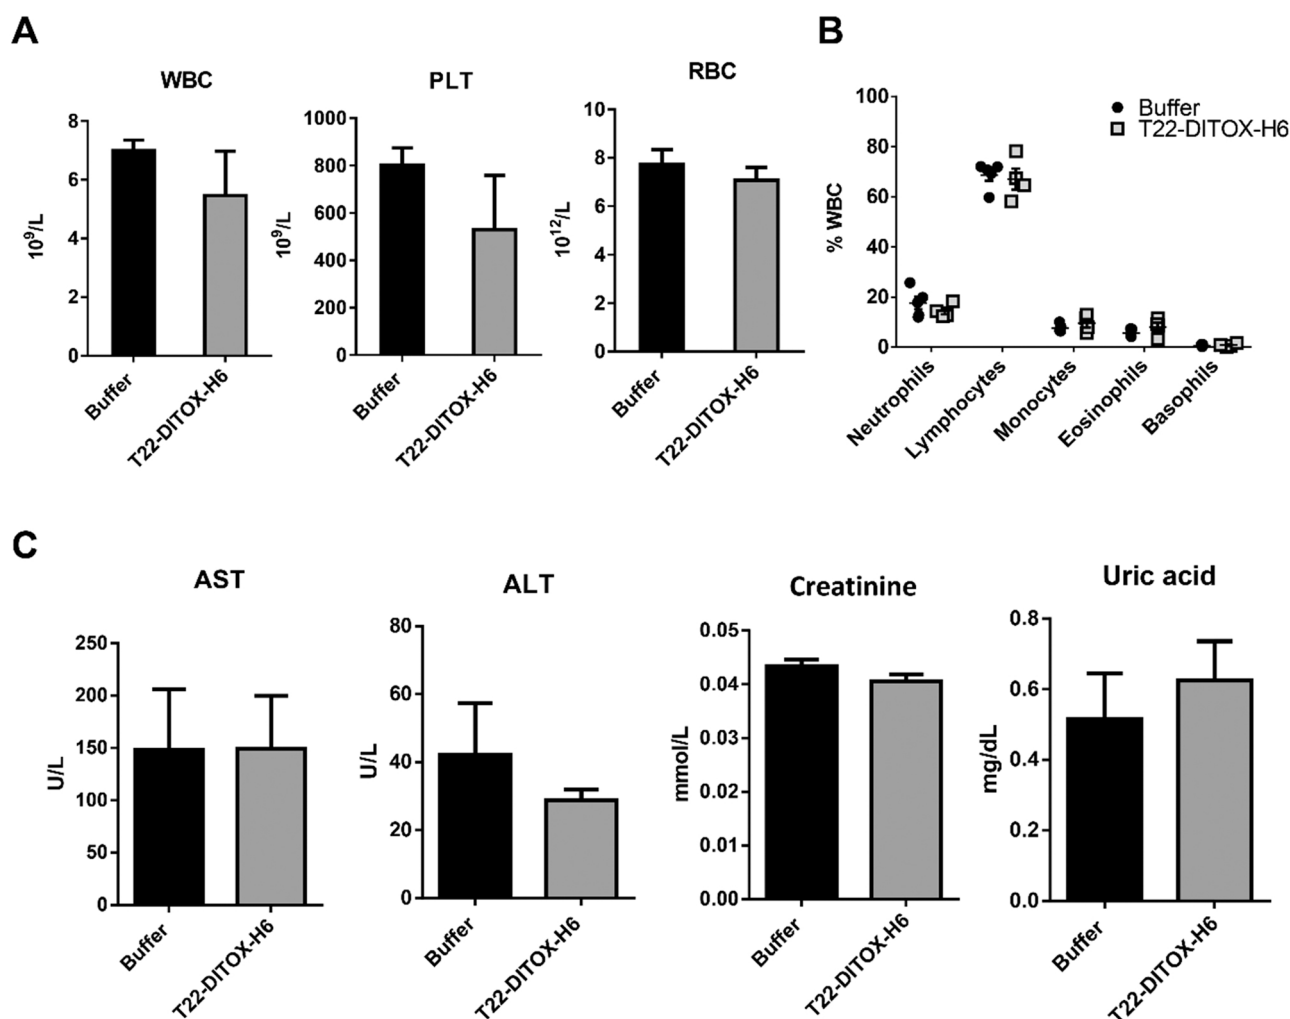 A
B
WBC
PLT
RBC
8
6
4
2
0
10⁹/L
Buffer
T22-DITOX-H6
1000
800
600
400
200
0
10⁹/L
Buffer
T22-DITOX-H6
10
8
6
4
2
0
10¹²/L
Buffer
T22-DITOX-H6
100
80
60
40
20
0
% WBC
Buffer
T22-DITOX-H6
Neutrophils
Lymphocytes
Monocytes
Eosinophils
Basophils
C
AST
ALT
Creatinine
Uric acid
250
200
150
100
50
0
U/L
Buffer
T22-DITOX-H6
80
60
40
20
0
U/L
Buffer
T22-DITOX-H6
0.05
0.04
0.03
0.02
0.01
0.00
mmol/L
Buffer
T22-DITOX-H6
0.8
0.6
0.4
0.2
0.0
mg/dL
Buffer
T22-DITOX-H6